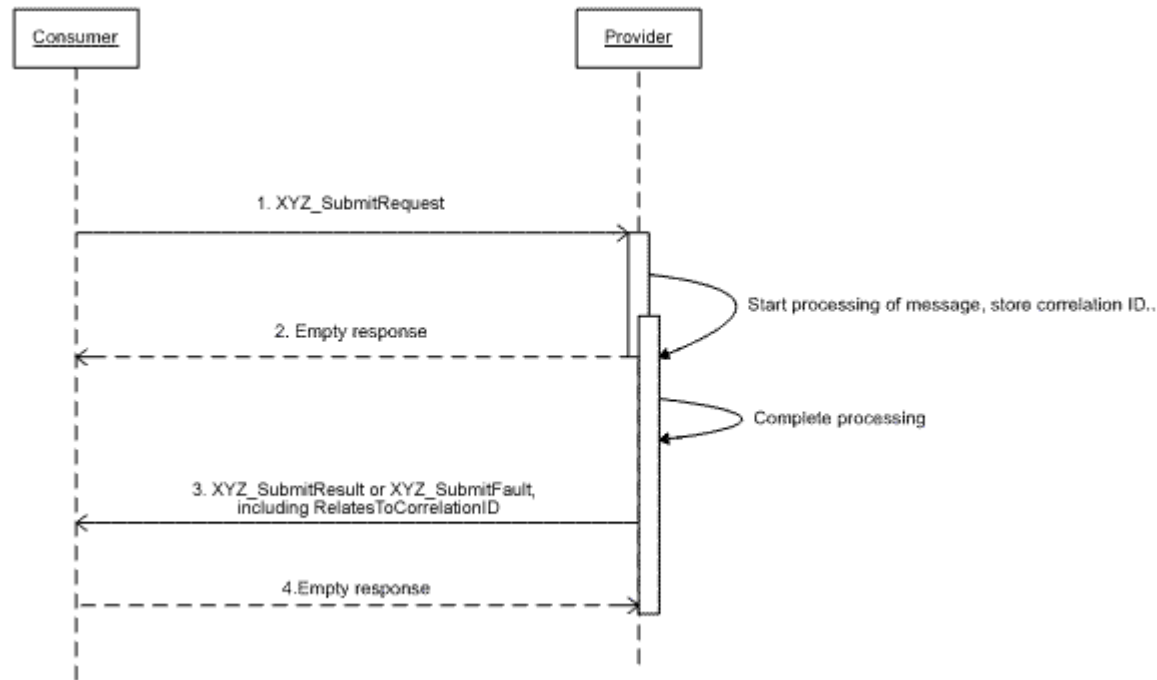 Consumer
Provider
1. XYZ_SubmitRequest
Start processing of message, store correlation ID..
2. Empty response
Complete processing
3. XYZ_SubmitResult or XYZ_SubmitFault,
including RelatesToCorrelationID
4.Empty response